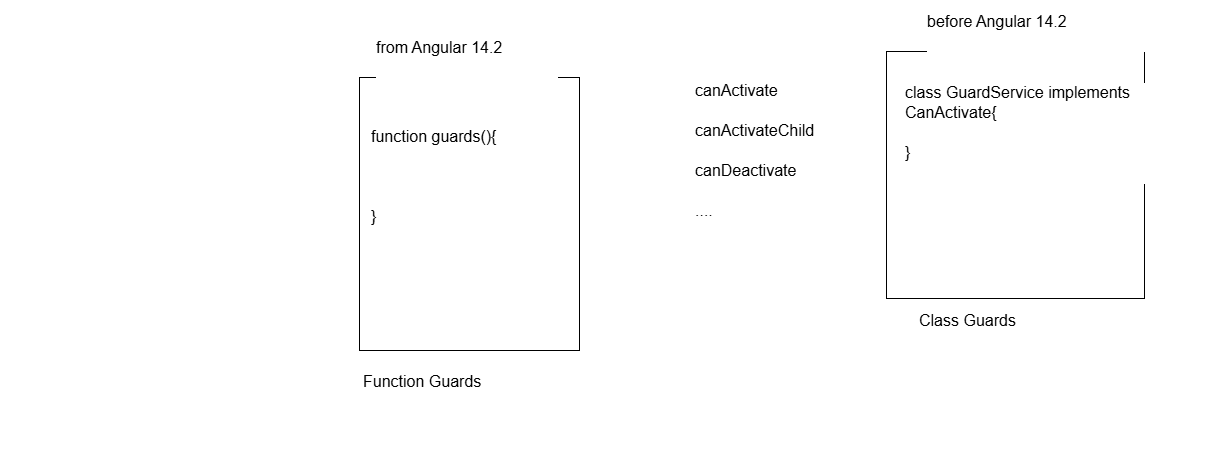 from Angular 14.2
function guards(){
}
Function Guards
canActivate
canActivateChild
canDeactivate
....
before Angular 14.2
class GuardService implements
CanActivate{
}
Class Guards